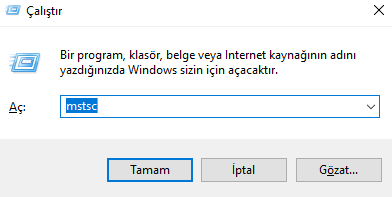 Çalıştır
Bir program, klasör, belge veya Internet kaynağının adını
yazdığınızda Windows sizin için açacaktır.
Aç: mstsc
Tamam İptal Gözat...